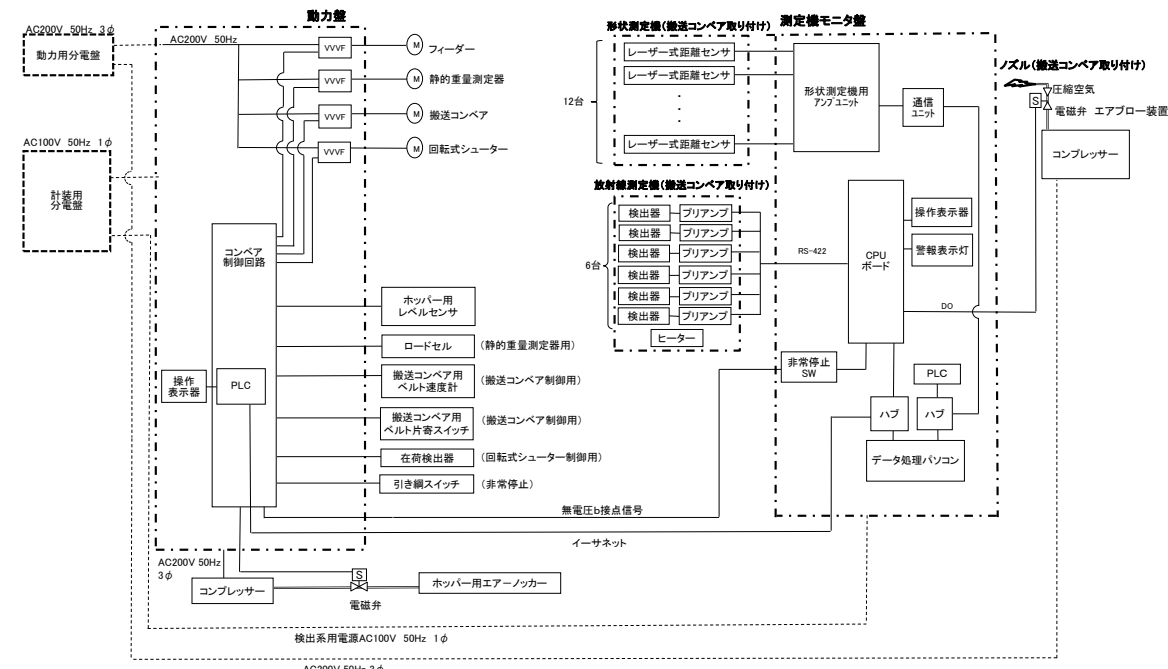 動力盤
AC200V 50Hz 3φ
動力用分電盤
AC200V 50Hz
VVVF
M
フィーダー
VVVF
M
静的重量測定器
VVVF
M
搬送コンベア
VVVF
M
回転式シューター
AC100V 50Hz 1φ
計装用
分電盤
コンベア
制御回路
ホッパー用
レベルセンサ
ロードセル
(静的重量測定器用)
操作
表示器
PLC
搬送コンベア用
ベルト速度計
(搬送コンベア制御用)
搬送コンベア用
ベルト片寄スイッチ
(搬送コンベア制御用)
在荷検出器
(回転式シューター制御用)
引き綱スイッチ
(非常停止)
無電圧b接点信号
イーサネット
AC200V 50Hz
3φ
コンプレッサー
S
電磁弁
ホッパー用エアーノッカー
検出系用電源AC100V 50Hz 1φ
AC200V 50Hz 3φ
形状測定機(搬送コンベア取り付け)
12台
レーザー式距離センサ
レーザー式距離センサ
・
・
・
レーザー式距離センサ
放射線測定機(搬送コンベア取り付け)
6台
検出器
プリアンプ
検出器
プリアンプ
検出器
プリアンプ
検出器
プリアンプ
検出器
プリアンプ
検出器
プリアンプ
ヒーター
RS-422
測定機モニタ盤
形状測定機用
アンプユニット
通信
ユニット
CPU
ボード
操作表示器
警報表示灯
DO
非常停止
SW
PLC
ハブ
ハブ
データ処理パソコン
ノズル(搬送コンベア取り付け)
圧縮空気
S
電磁弁 エアブロー装置
コンプレッサー